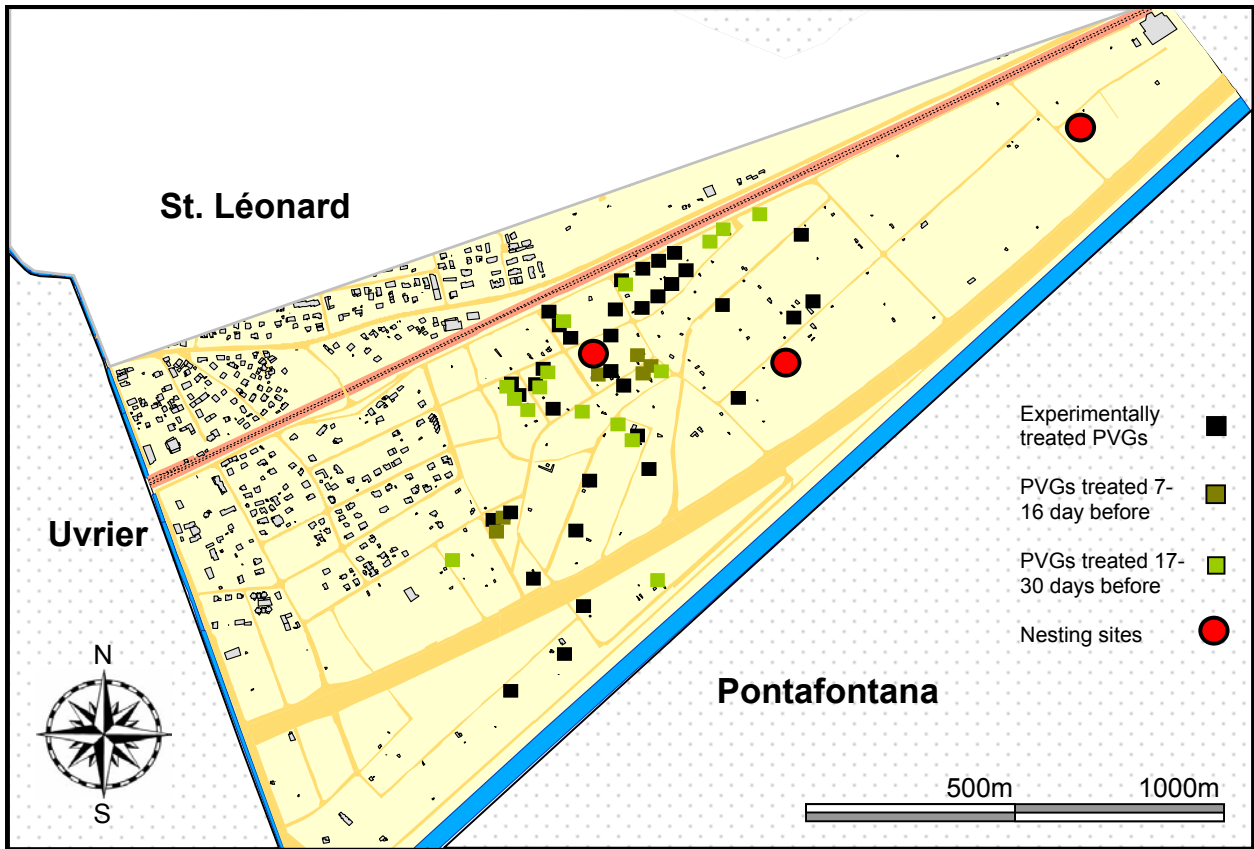 St. Léonard
Uvrier
Pontafontana
Experimentally
treated PVGs
PVGs treated 7-
16 day before
PVGs treated 17-
30 days before
Nesting sites
N
S
500m 1000m